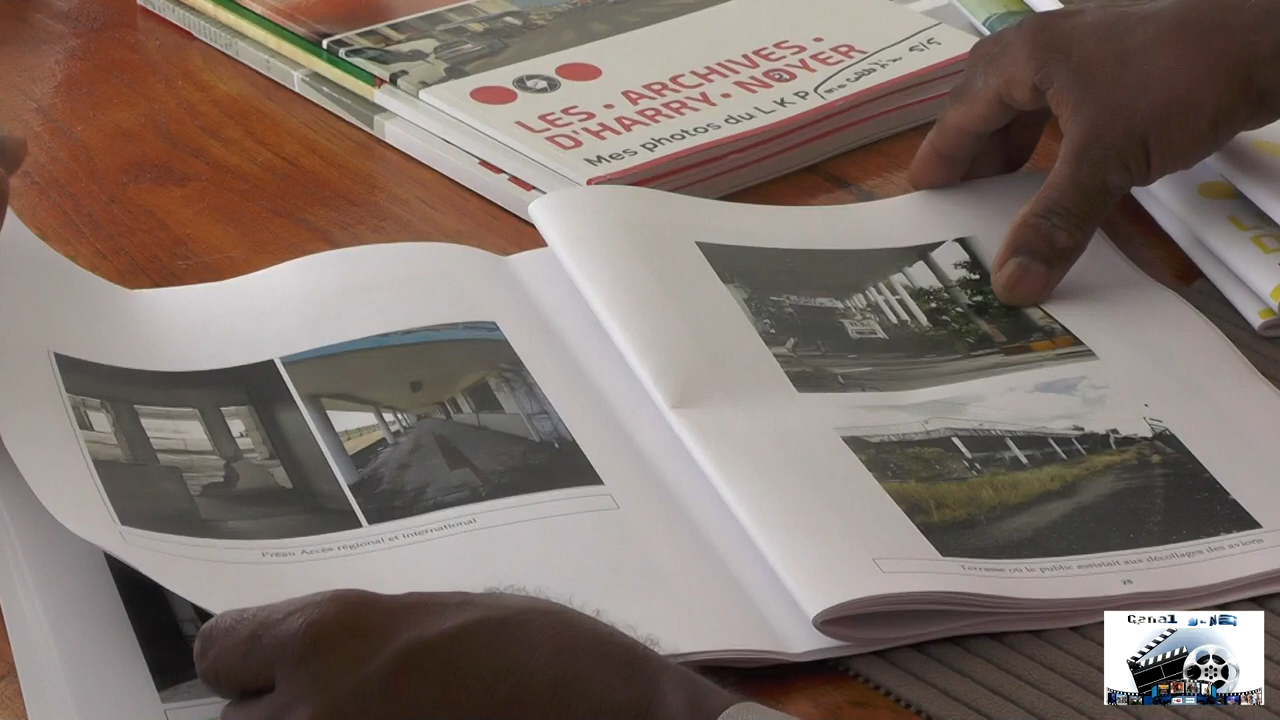 LES • ARCHIVES •
D'HARRY • NOYER
Mes photos du L K P
Préau Accès régional et international
Terrasse où le public assistait aux décollages des avions
Canal